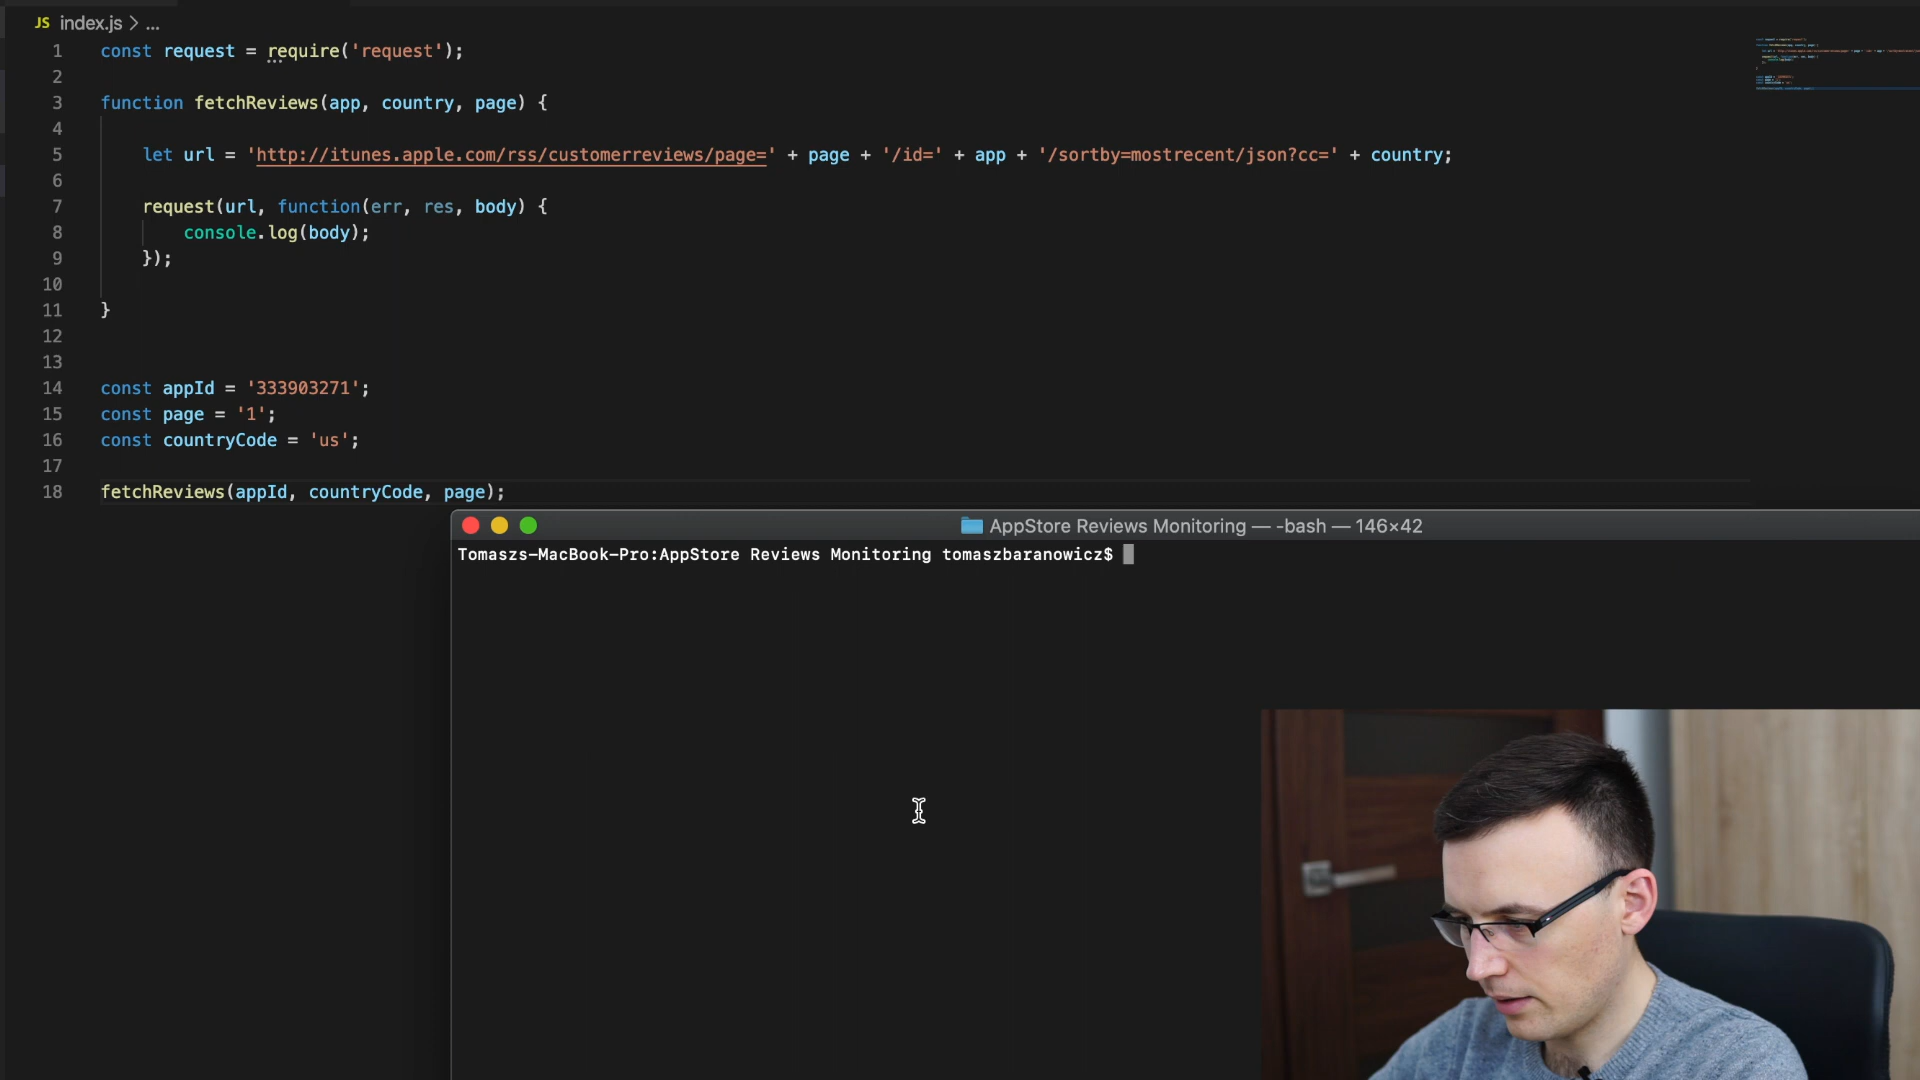 JS index.js > ...
1 const request = require('request');
2
3 function fetchReviews(app, country, page) {
4
5 let url = 'http://itunes.apple.com/rss/customerreviews/page=' + page + '/id=' + app + '/sortby=mostrecent/json?cc=' + country;
6
7 request(url, function(err, res, body) {
8 console.log(body);
9 });
10
11 }
12
13
14 const appId = '333903271';
15 const page = '1';
16 const countryCode = 'us';
17
18 fetchReviews(appId, countryCode, page);
AppStore Reviews Monitoring — -bash — 146×42
Tomaszs-MacBook-Pro:AppStore Reviews Monitoring tomaszbaranowicz$